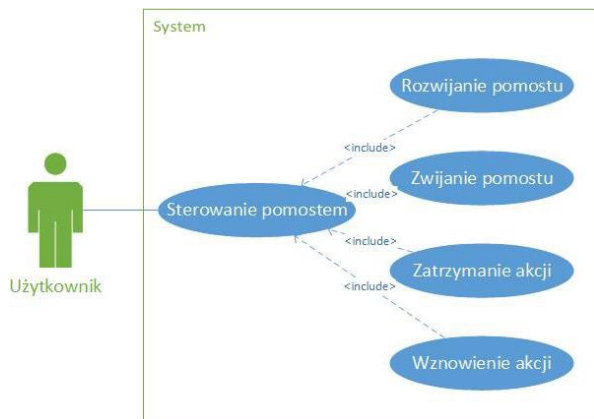 System
Rozwijanie pomostu
<include>
Zwijanie pomostu
<include>
Sterowanie pomostem
<include>
Zatrzymanie akcji
Użytkownik
<include>
Wznowienie akcji